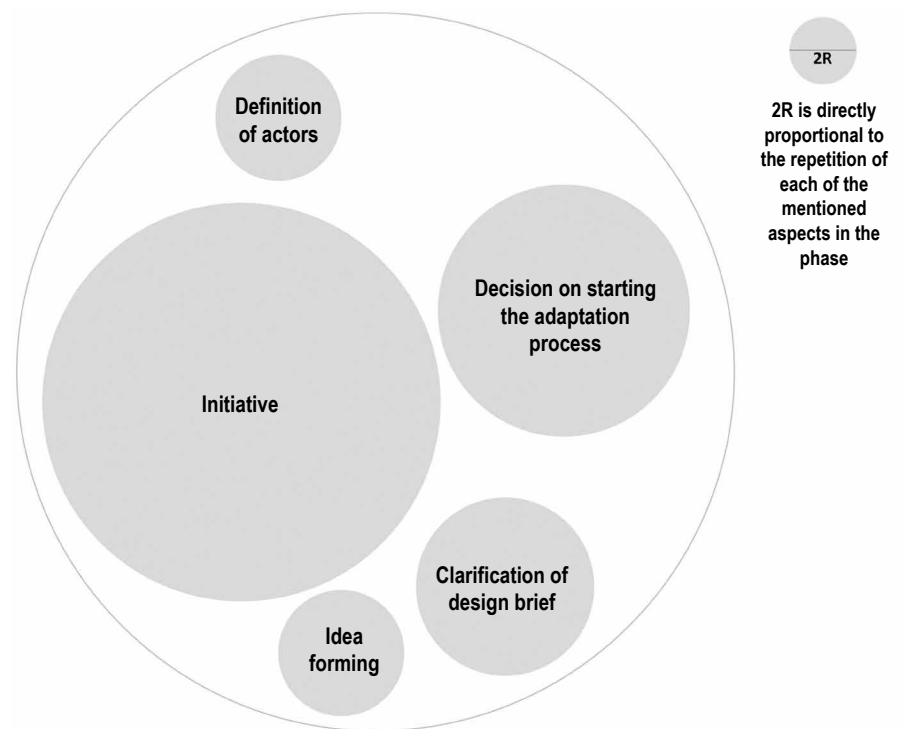 Definition
of actors
Decision on starting
the adaptation
process
Initiative
Clarification of
design brief
Idea
forming
2R
2R is directly
proportional to
the repetition of
each of the
mentioned
aspects in the
phase